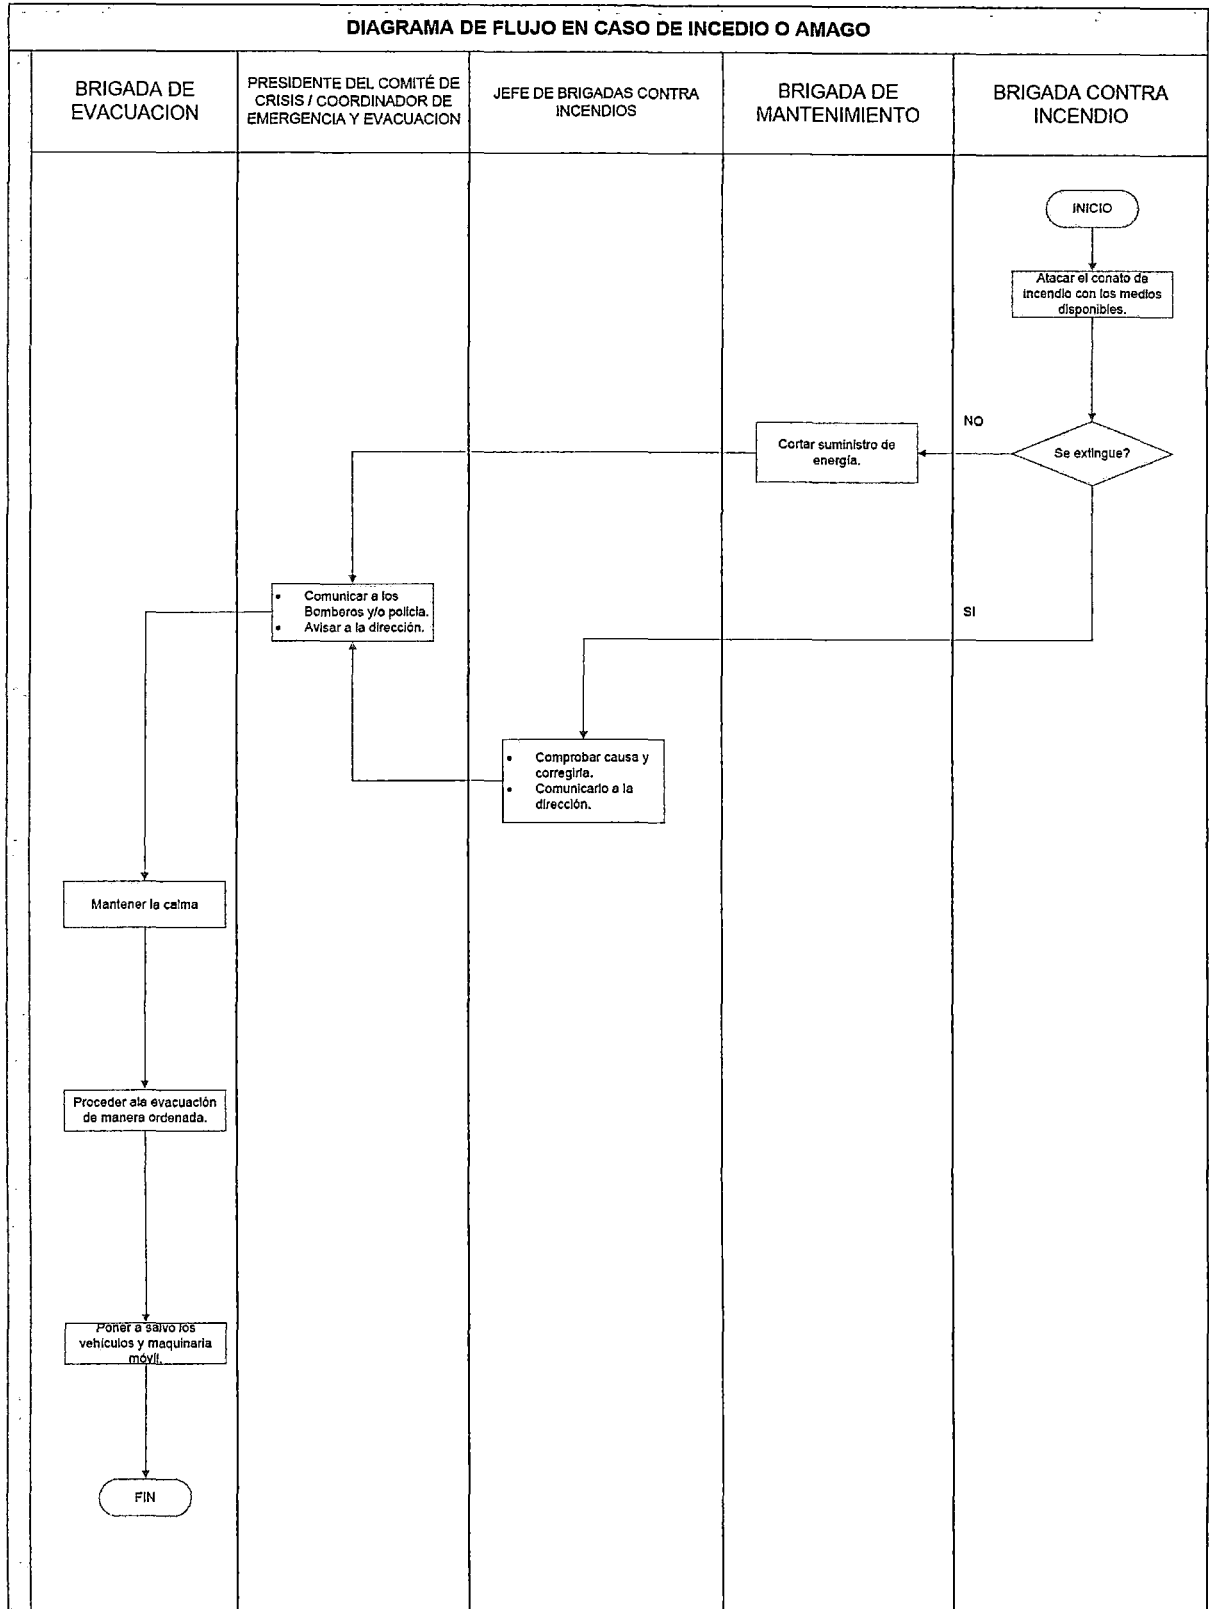 DIAGRAMA DE FLUJO EN CASO DE INCEDIO O AMAGO
BRIGADA DE
EVACUACION
PRESIDENTE DEL COMITÉ DE
CRISIS / COORDINADOR DE
EMERGENCIA Y EVACUACION
JEFE DE BRIGADAS CONTRA
INCENDIOS
BRIGADA DE
MANTENIMIENTO
BRIGADA CONTRA
INCENDIO
INICIO
Atacar el conato de
incendio con los medios
disponibles.
NO
Se extingue?
Cortar suministro de
energía.
• Comunicar a los
Bomberos y/o policía.
• Avisar a la dirección.
SI
• Comprobar causa y
corregirla.
• Comunicarlo a la
dirección.
Mantener la calma
Proceder ala evacuación
de manera ordenada.
Poner a salvo los
vehículos y maquinaria
móvil.
FIN